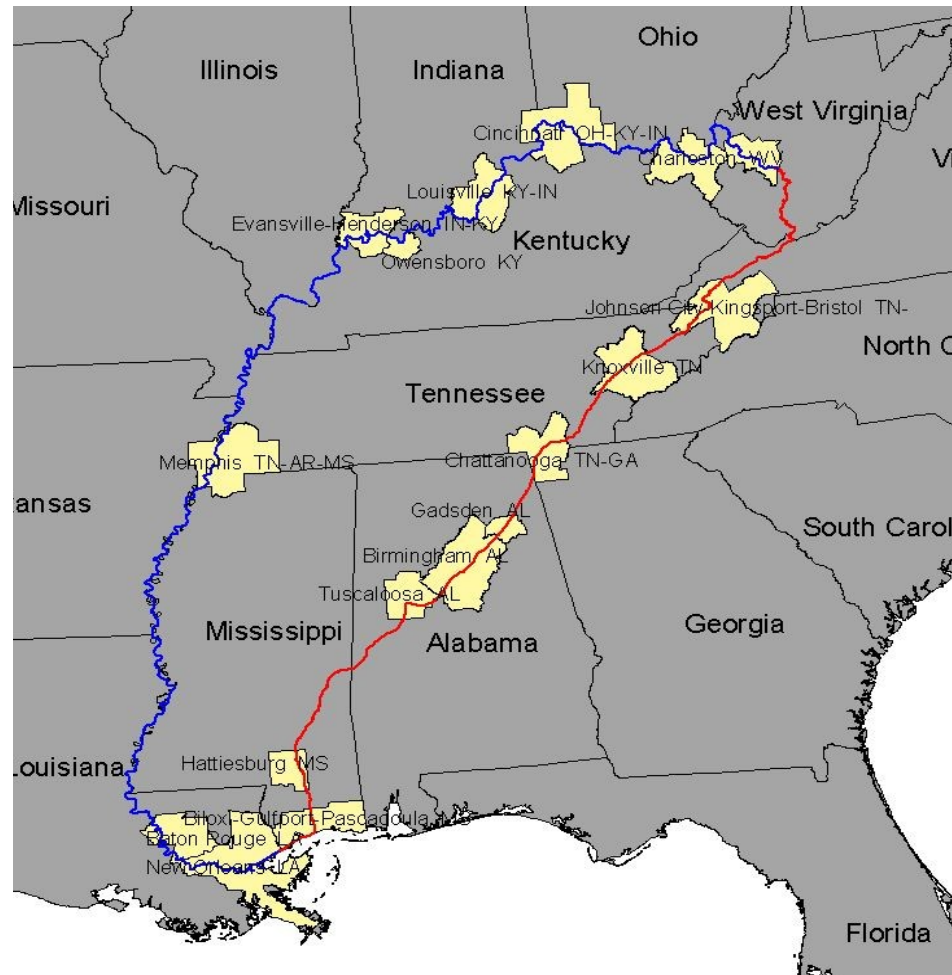 Ohio
Illinois
Indiana
West Virginia
Cincinnati OH-KY-IN
Charleston WV
V
Louisville KY-IN
Missouri
Evansville-Henderson IN-KY
Kentucky
Owensboro KY
Johnson City-Kingsport-Bristol TN-
North C
Knoxville TN
Tennessee
Memphis TN-AR-MS
Chattanooga TN-GA
ansas
Gadsden AL
South Carol
Birmingham AL
Tuscaloosa AL
Mississippi
Alabama
Georgia
Louisiana
Hattiesburg MS
Biloxi-Gulfport-Pascagoula MS
Baton Rouge LA
New Orleans LA
Florida